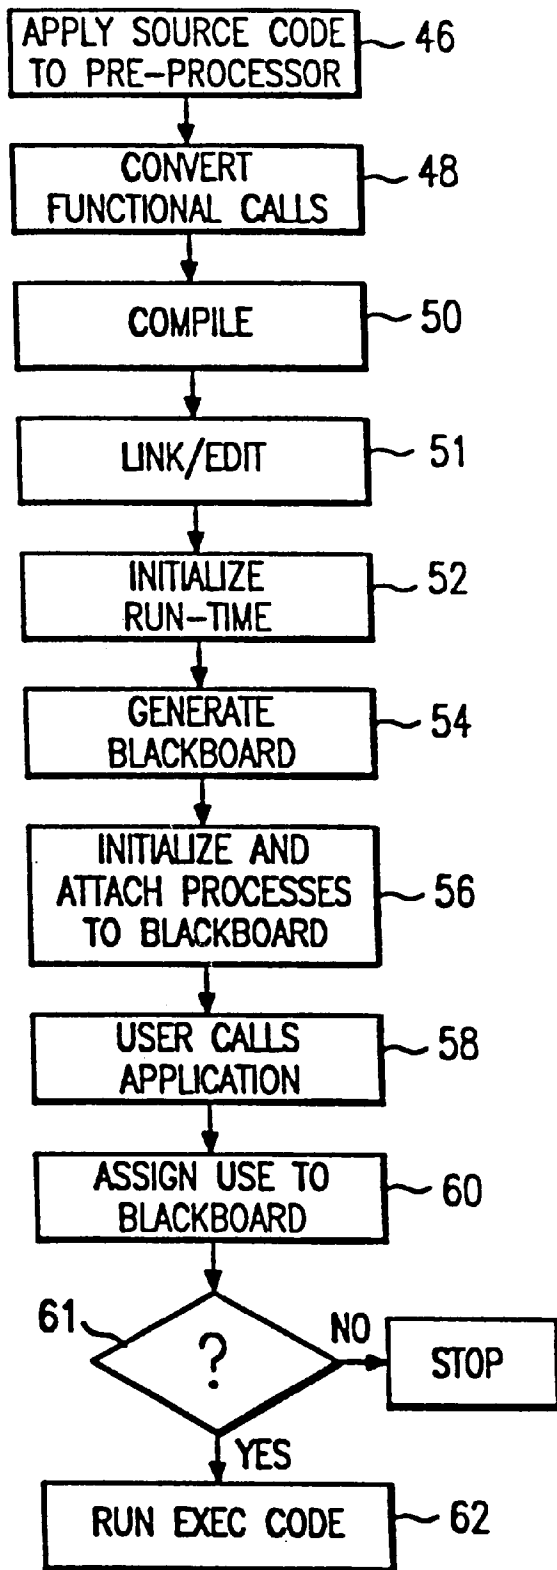 APPLY SOURCE CODE
TO PRE-PROCESSOR
46
CONVERT
FUNCTIONAL CALLS
48
COMPILE
50
LINK/EDIT
51
INITIALIZE
RUN-TIME
52
GENERATE
BLACKBOARD
54
INITIALIZE AND
ATTACH PROCESSES
TO BLACKBOARD
56
USER CALLS
APPLICATION
58
ASSIGN USE TO
BLACKBOARD
60
61
?
NO
STOP
YES
RUN EXEC CODE
62